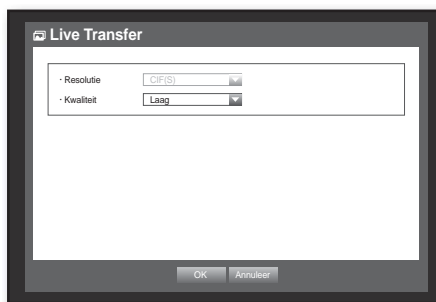 Live Transfer
· Resolutie CIF(S)
· Kwaliteit Laag
OK Annuleer